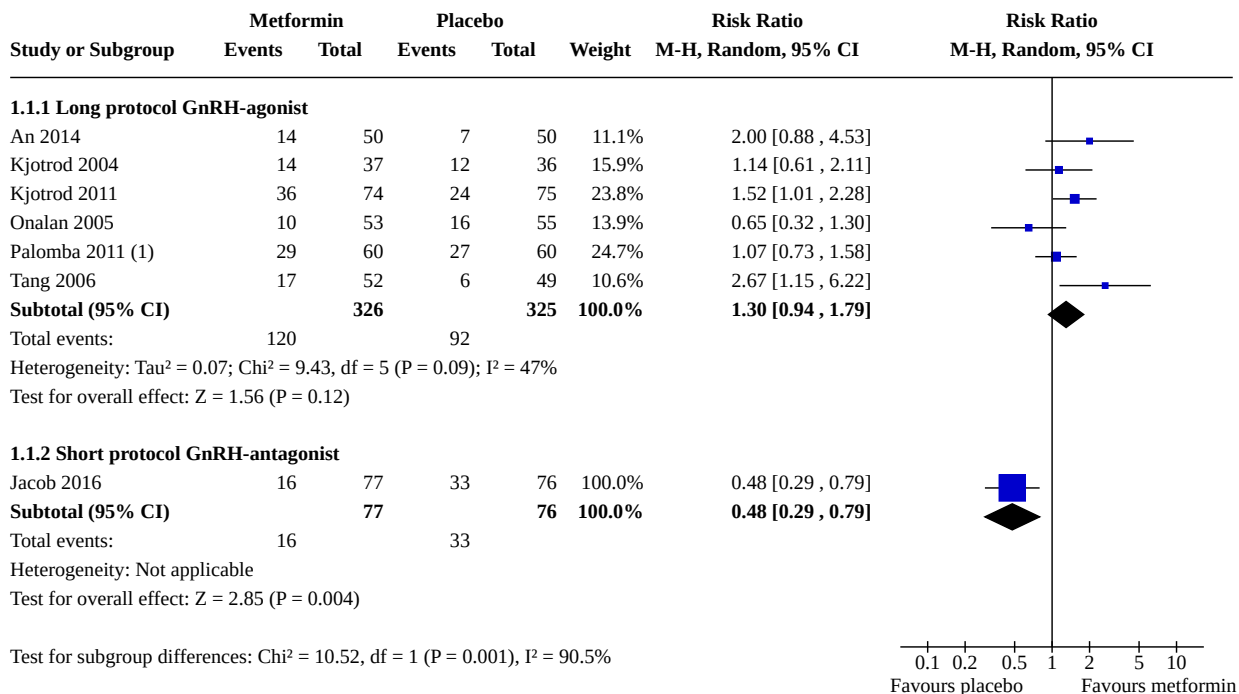 Metformin Placebo Risk Ratio Risk Ratio
Study or Subgroup Events Total Events Total Weight M-H, Random, 95% CI M-H, Random, 95% CI
1.1.1 Long protocol GnRH-agonist
An 2014 14 50 7 50 11.1% 2.00 [0.88 , 4.53]
Kjotrod 2004 14 37 12 36 15.9% 1.14 [0.61 , 2.11]
Kjotrod 2011 36 74 24 75 23.8% 1.52 [1.01 , 2.28]
Onalan 2005 10 53 16 55 13.9% 0.65 [0.32 , 1.30]
Palomba 2011 (1) 29 60 27 60 24.7% 1.07 [0.73 , 1.58]
Tang 2006 17 52 6 49 10.6% 2.67 [1.15 , 6.22]
Subtotal (95% CI) 326 325 100.0% 1.30 [0.94 , 1.79]
Total events: 120 92
Heterogeneity: Tau² = 0.07; Chi² = 9.43, df = 5 (P = 0.09); I² = 47%
Test for overall effect: Z = 1.56 (P = 0.12)
1.1.2 Short protocol GnRH-antagonist
Jacob 2016 16 77 33 76 100.0% 0.48 [0.29 , 0.79]
Subtotal (95% CI) 77 76 100.0% 0.48 [0.29 , 0.79]
Total events: 16 33
Heterogeneity: Not applicable
Test for overall effect: Z = 2.85 (P = 0.004)
Test for subgroup differences: Chi² = 10.52, df = 1 (P = 0.001), I² = 90.5%
0.1 0.2 0.5 1 2 5 10
Favours placebo Favours metformin